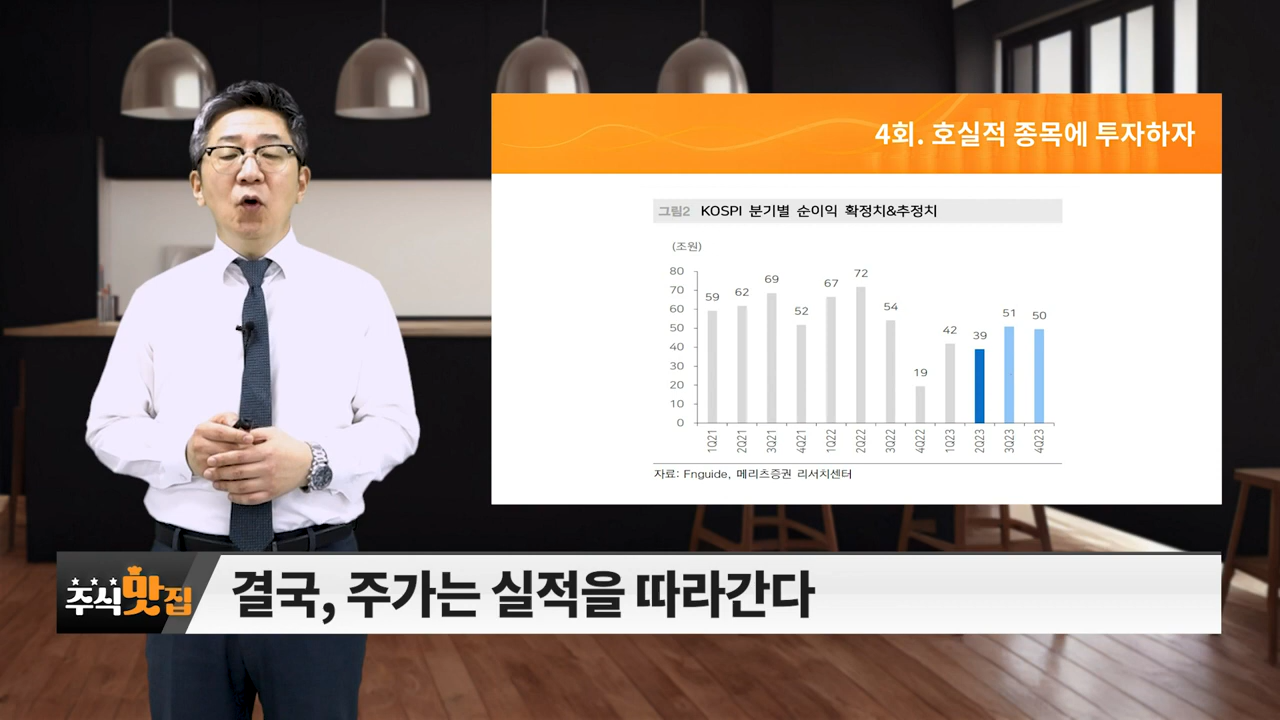 4회. 호실적 종목에 투자하자
그림2 KOSPI 분기별 순이익 확정치&추정치
(조원)
80
70
60
50
40
30
20
10
0
59 62 69 52 67 72 54 19 42 39 51 50
1Q21 2Q21 3Q21 4Q21 1Q22 2Q22 3Q22 4Q22 1Q23 2Q23 3Q23 4Q23
자료: Fnguide, 메리츠증권 리서치센터
주식맛집
결국, 주가는 실적을 따라간다